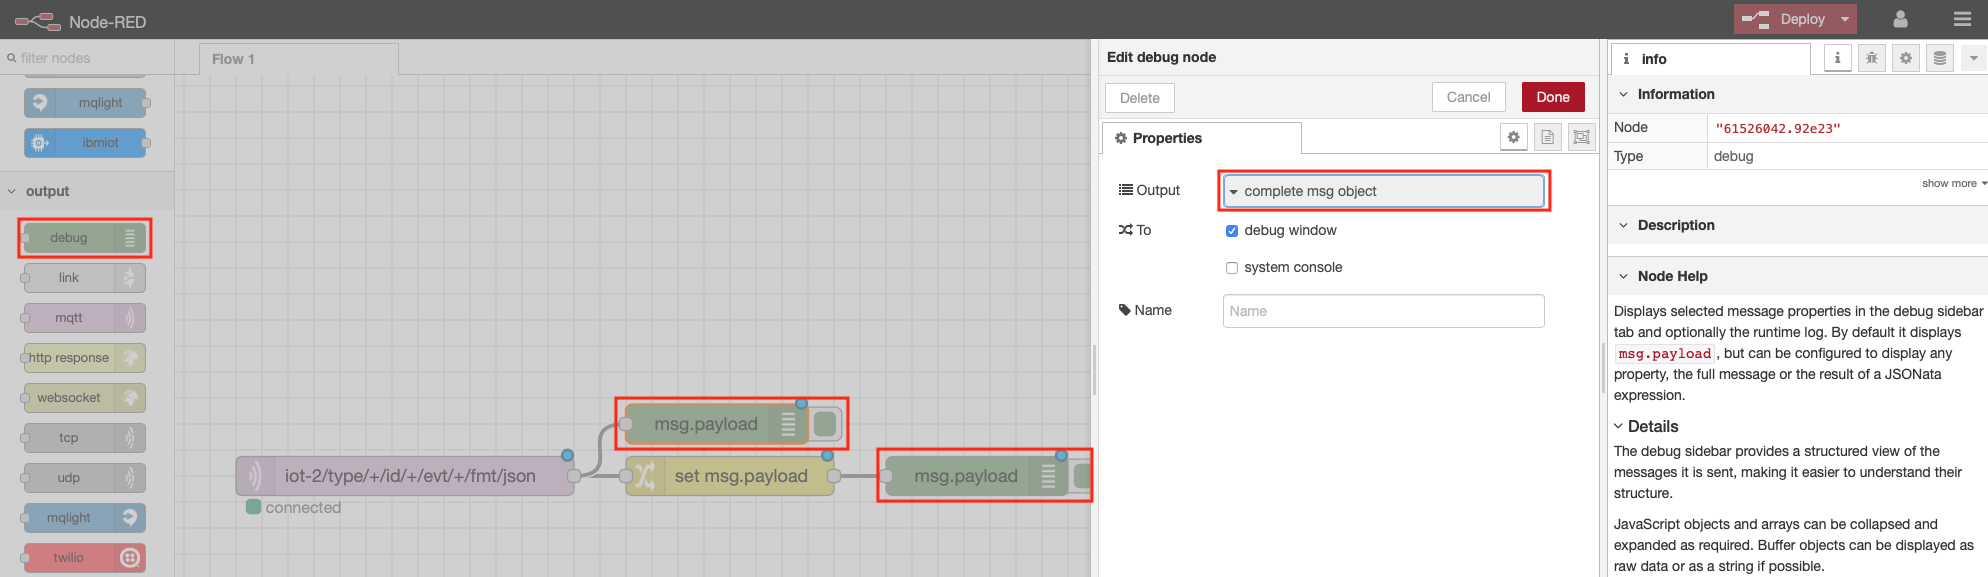 Node-RED
Deploy
filter nodes
Flow 1
mqlight
ibmiot
output
debug
link
mqtt
http response
websocket
tcp
udp
mqlight
twilio
msg.payload
iot-2/type/+/id/+/evt/+/fmt/json
set msg.payload
msg.payload
connected
Edit debug node
Delete
Cancel
Done
Properties
Output
complete msg object
To
debug window
system console
Name
Name
i info
i
Information
Node
"61526042.92e23"
Type
debug
show more
Description
Node Help
Displays selected message properties in the debug sidebar
tab and optionally the runtime log. By default it displays
msg.payload, but can be configured to display any
property, the full message or the result of a JSONata
expression.
Details
The debug sidebar provides a structured view of the
messages it is sent, making it easier to understand their
structure.
JavaScript objects and arrays can be collapsed and
expanded as required. Buffer objects can be displayed as
raw data or as a string if possible.